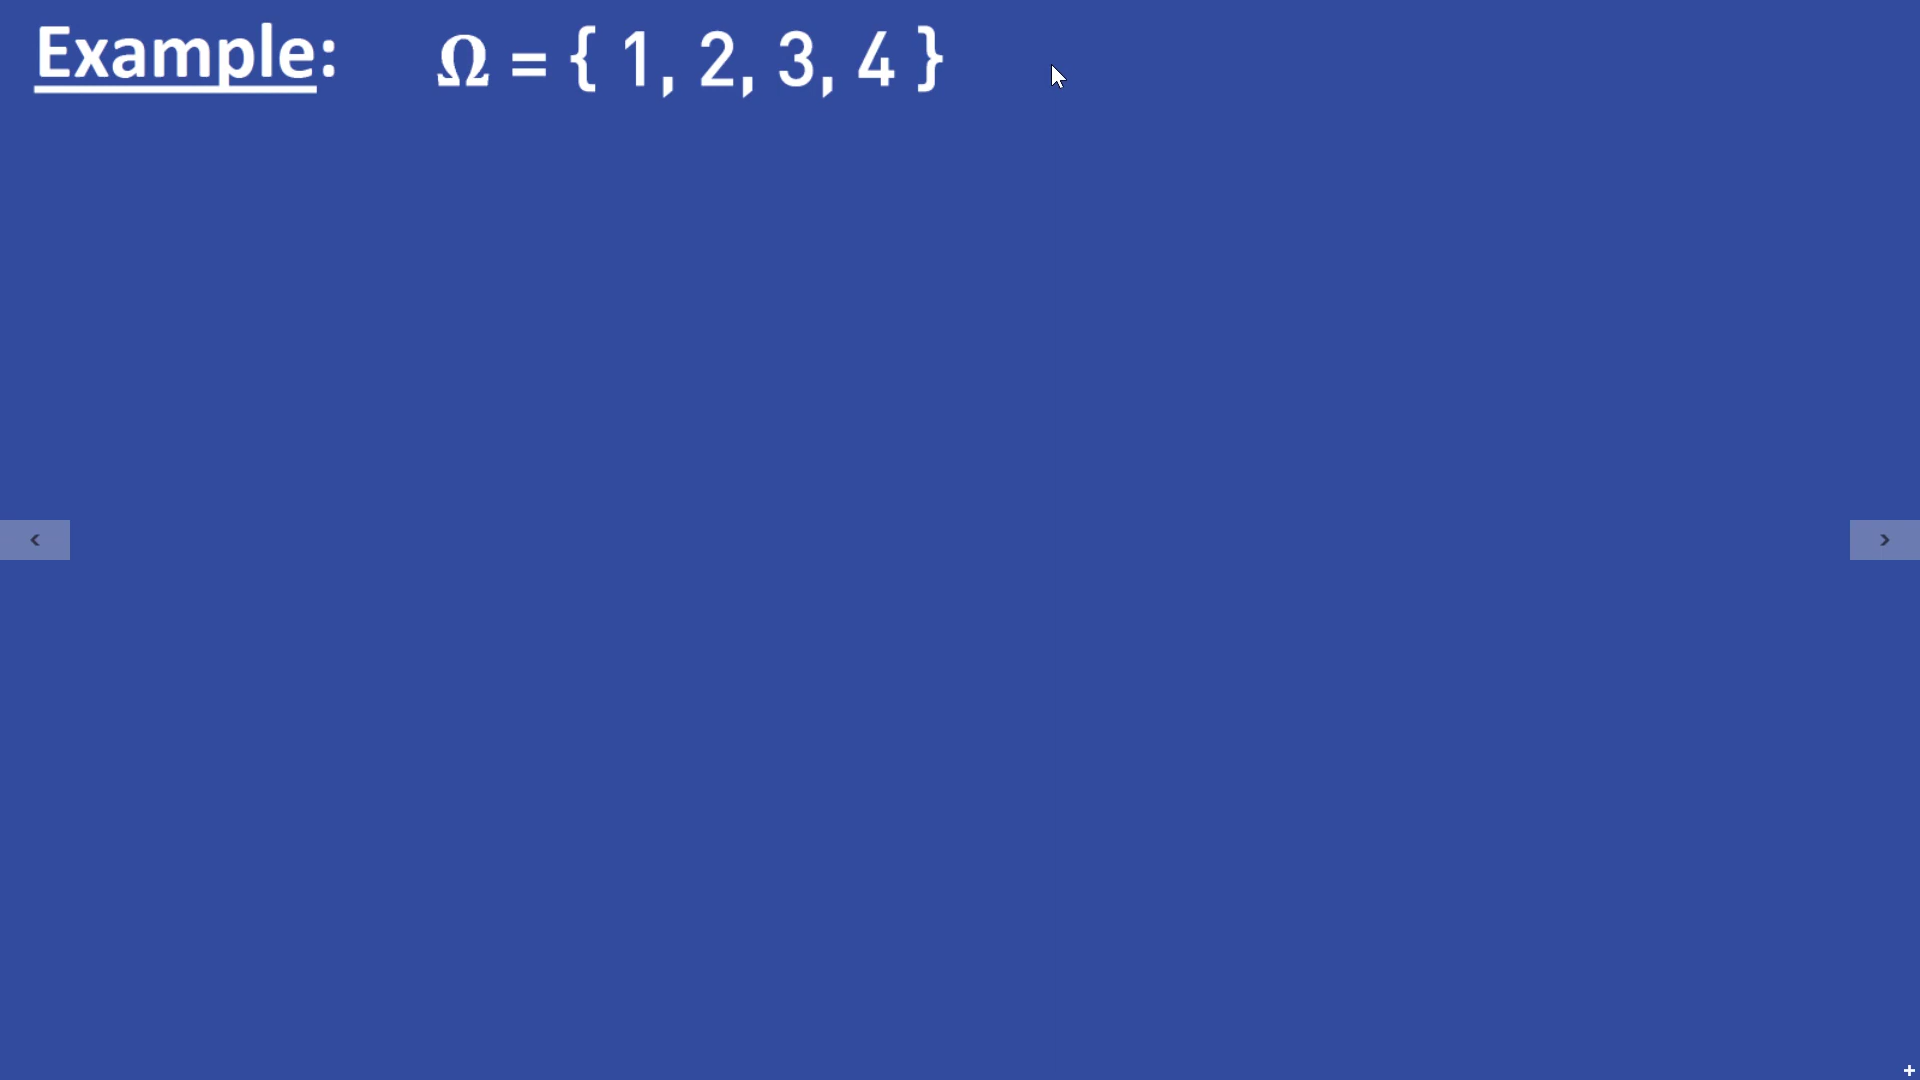 Example: Ω = { 1, 2, 3, 4 }
< >
+